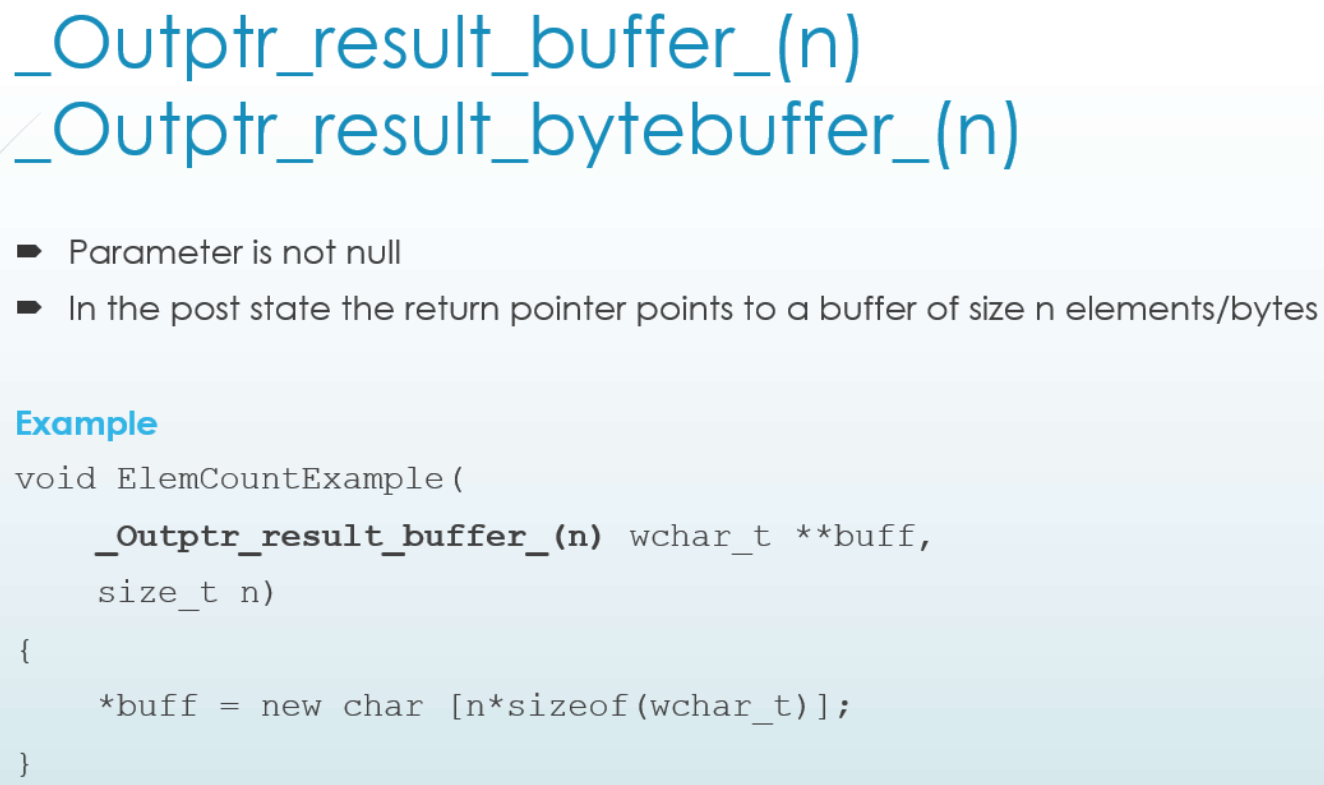 _Outptr_result_buffer_(n)
_Outptr_result_bytebuffer_(n)
Parameter is not null
In the post state the return pointer points to a buffer of size n elements/bytes
Example
void ElemCountExample(
_Outptr_result_buffer_(n) wchar_t **buff,
size_t n)
{
*buff = new char [n*sizeof(wchar_t)];
}